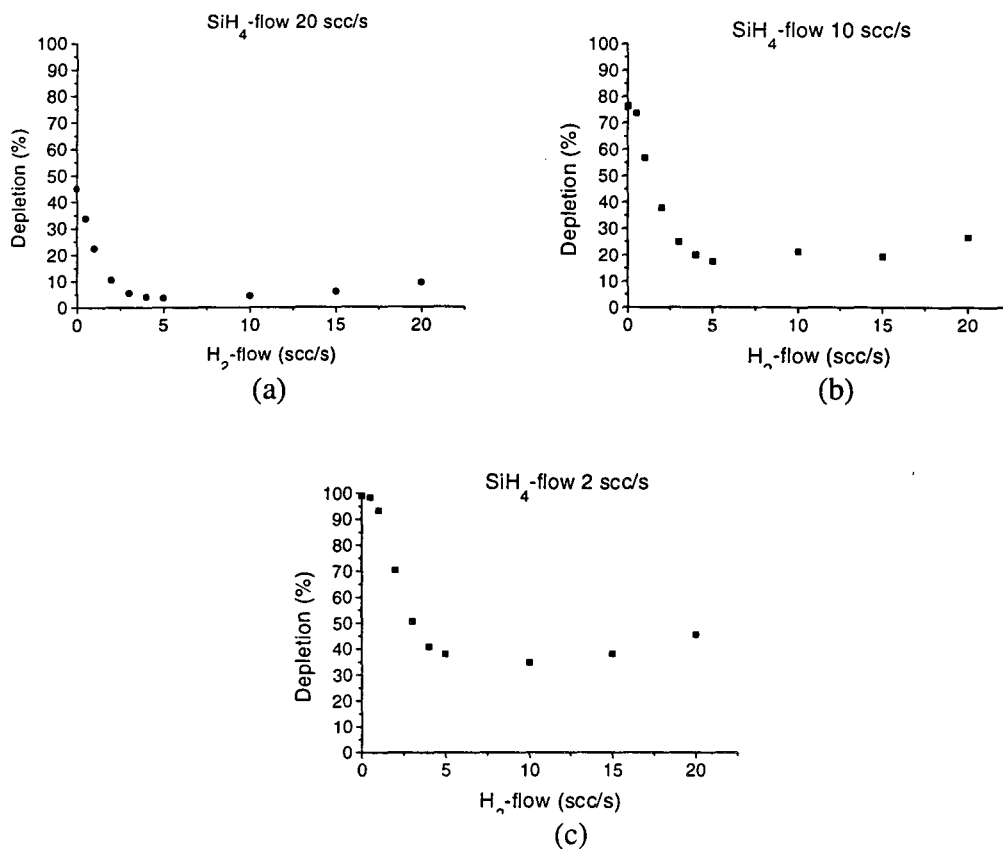 SiH4-flow 20 scc/s
100
90
80
70
60
50
40
30
20
10
0
Depletion (%)
0 5 10 15 20
H2-flow (scc/s)
(a)
SiH4-flow 10 scc/s
100
90
80
70
60
50
40
30
20
10
0
Depletion (%)
0 5 10 15 20
H2-flow (scc/s)
(b)
SiH4-flow 2 scc/s
100
90
80
70
60
50
40
30
20
10
0
Depletion (%)
0 5 10 15 20
H2-flow (scc/s)
(c)